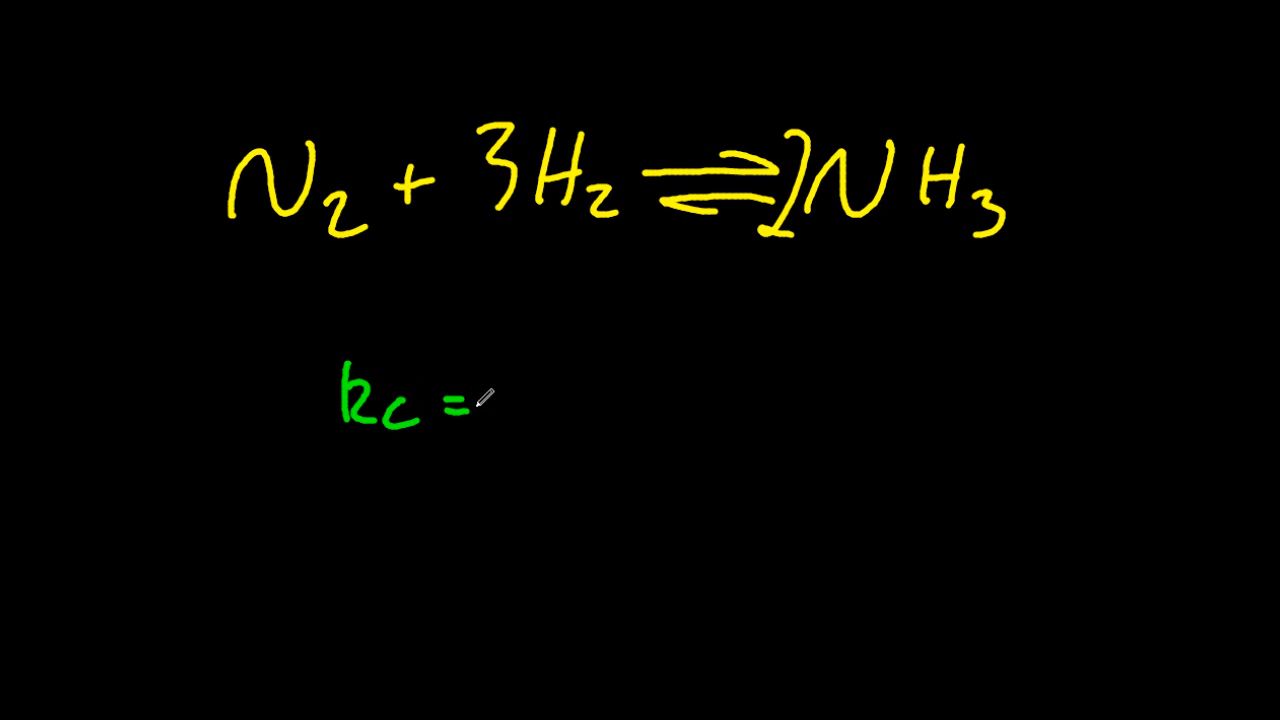 N₂ + 3H₂ ⇌ 2NH₃
Kc =